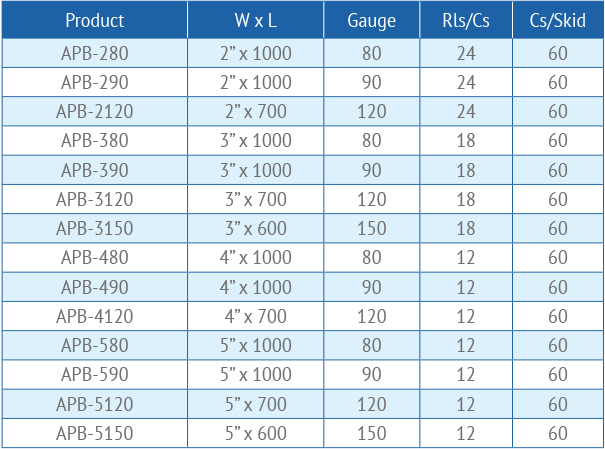 Product W x L Gauge Rls/Cs Cs/Skid
APB-280 2” x 1000 80 24 60
APB-290 2” x 1000 90 24 60
APB-2120 2” x 700 120 24 60
APB-380 3” x 1000 80 18 60
APB-390 3” x 1000 90 18 60
APB-3120 3” x 700 120 18 60
APB-3150 3” x 600 150 18 60
APB-480 4” x 1000 80 12 60
APB-490 4” x 1000 90 12 60
APB-4120 4” x 700 120 12 60
APB-580 5” x 1000 80 12 60
APB-590 5” x 1000 90 12 60
APB-5120 5” x 700 120 12 60
APB-5150 5” x 600 150 12 60